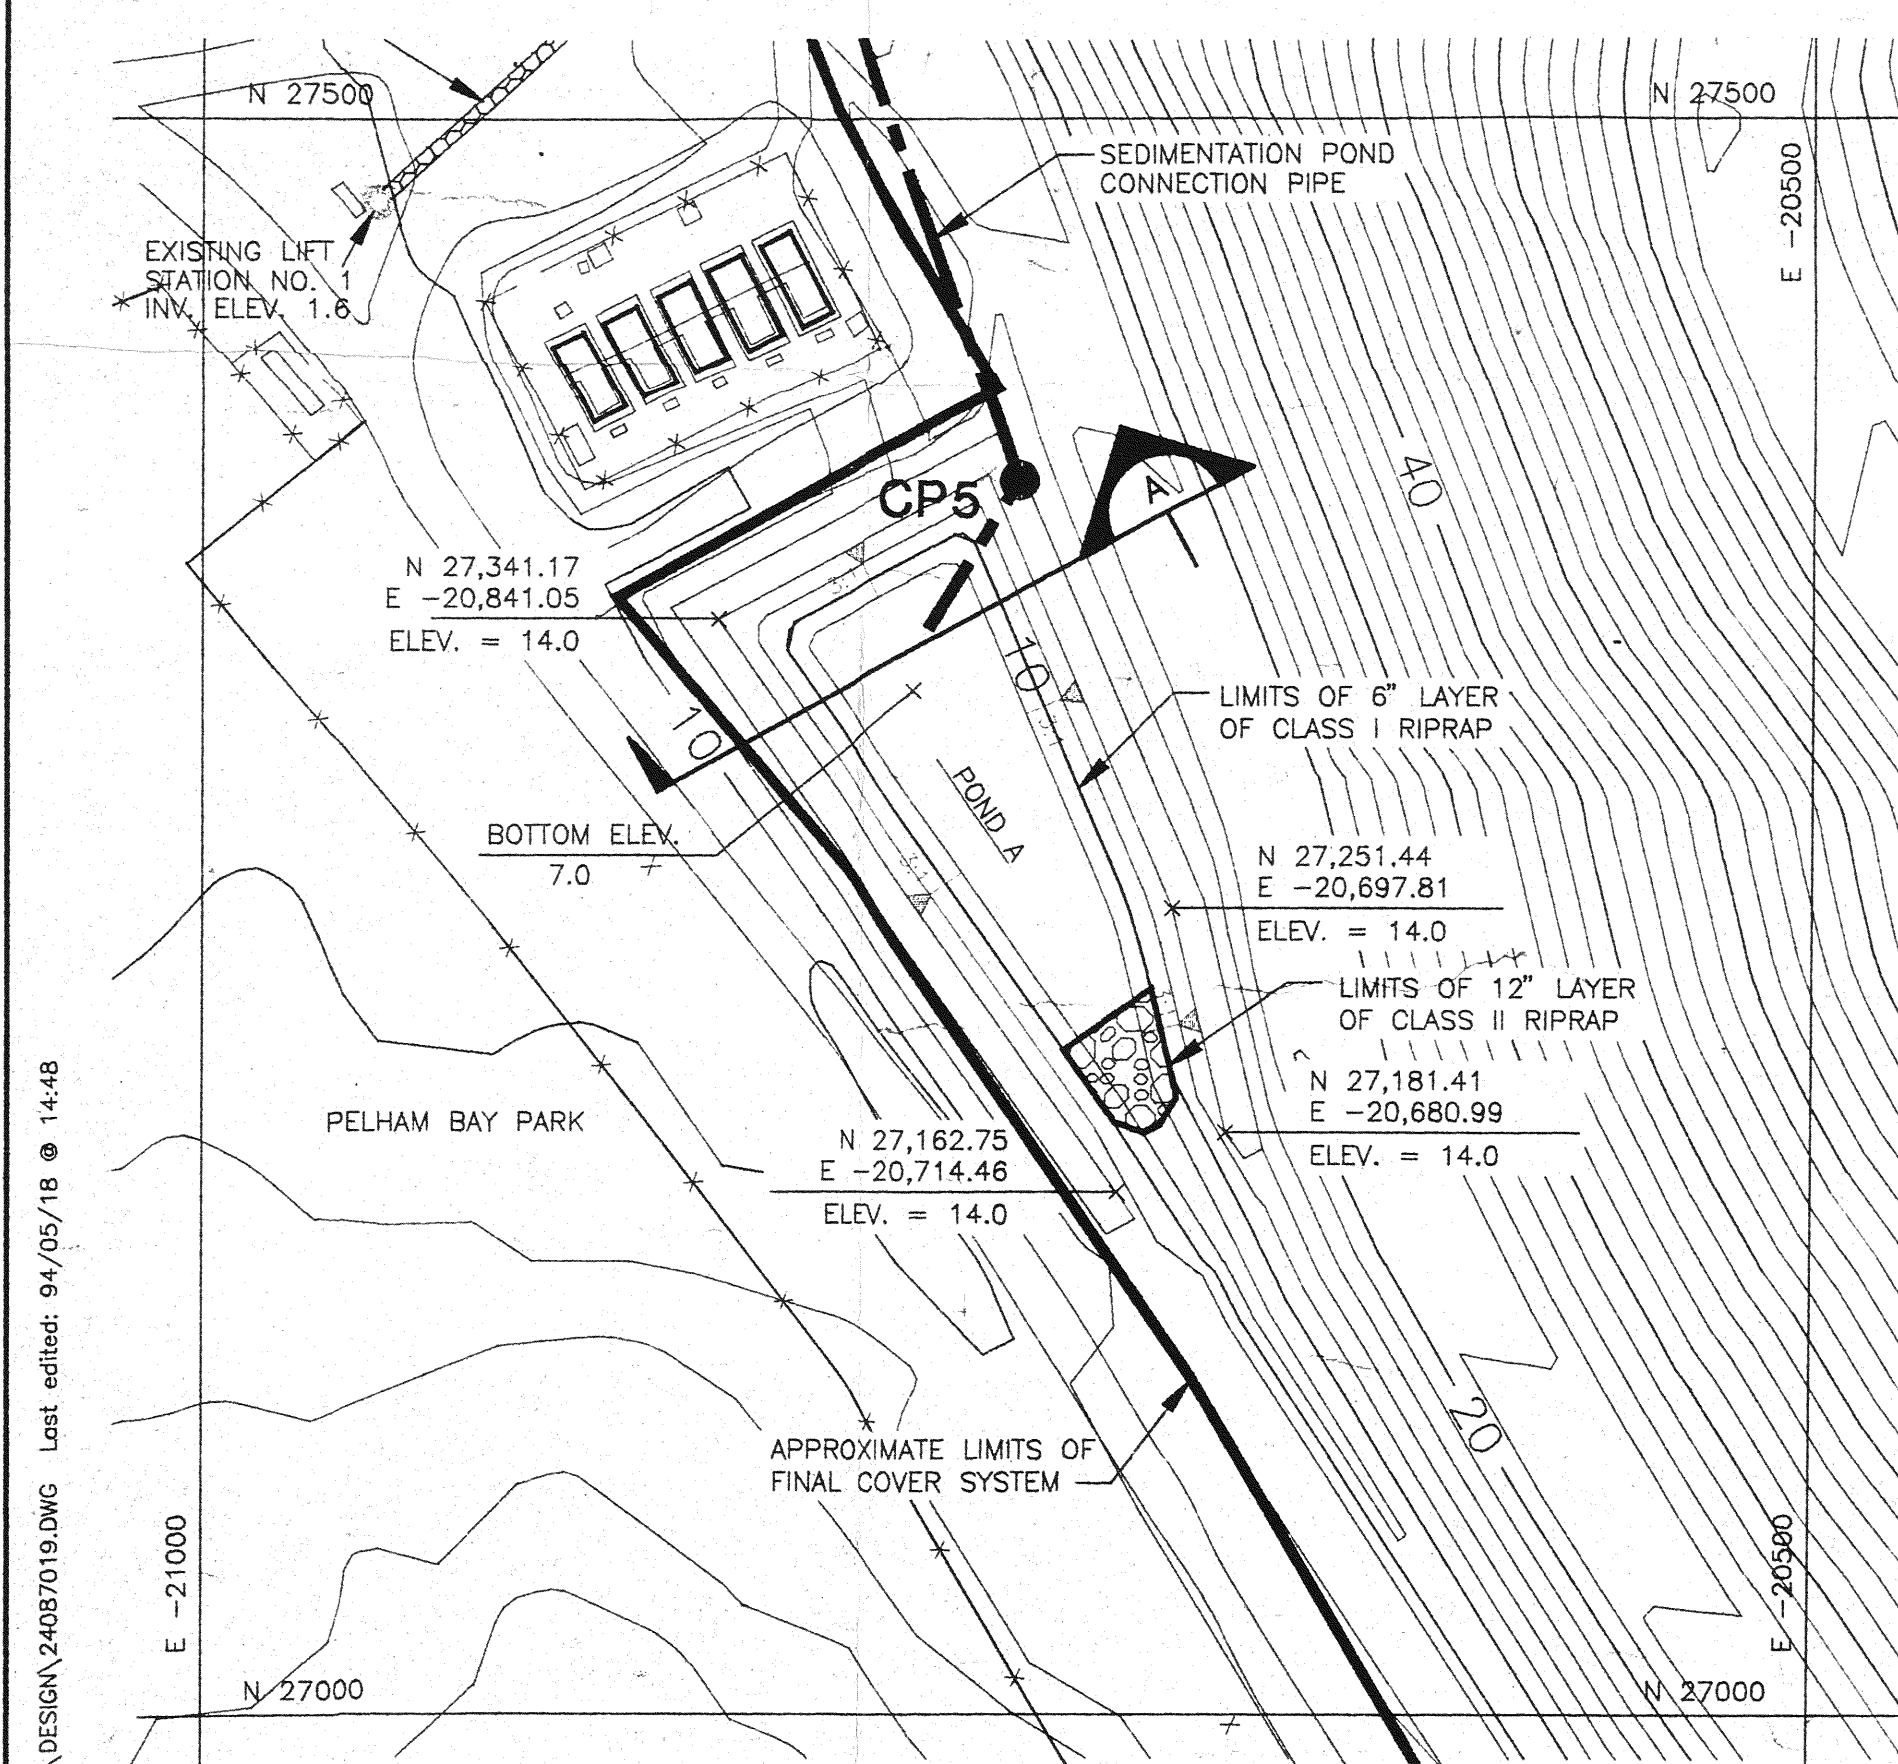 N 27500
N 27500
SEDIMENTATION POND
CONNECTION PIPE
E -20500
EXISTING LIFT
STATION NO. 1
INV. ELEV. 1.6
40
A
CP5
N 27,341.17
E -20,841.05
ELEV. = 14.0
10
10
LIMITS OF 6" LAYER
OF CLASS I RIPRAP
POND A
BOTTOM ELEV.
7.0
N 27,251.44
E -20,697.81
ELEV. = 14.0
LIMITS OF 12" LAYER
OF CLASS II RIPRAP
N 27,181.41
E -20,680.99
ELEV. = 14.0
PELHAM BAY PARK
N 27,162.75
E -20,714.46
ELEV. = 14.0
20
APPROXIMATE LIMITS OF
FINAL COVER SYSTEM
E -21000
E -20500
N 27000
N 27000
\DESIGN\24087019.DWG Last edited: 94/05/18 @ 14:48